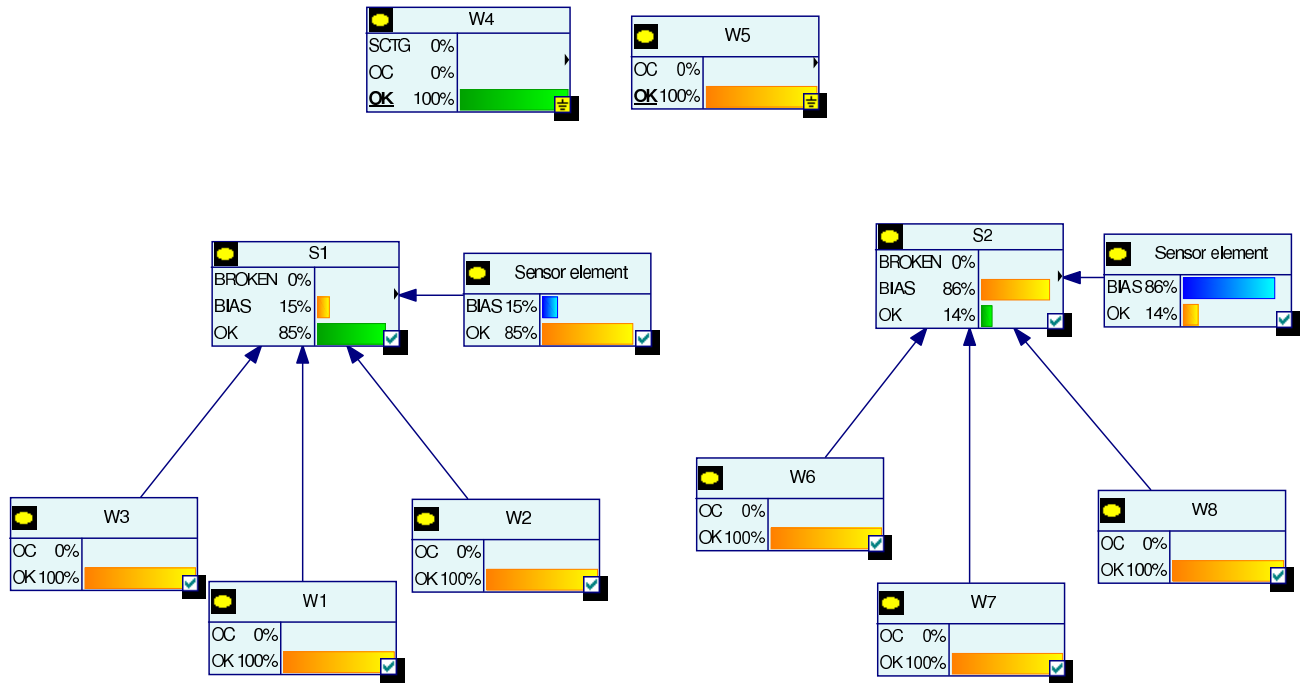 W4
SCTG 0%
OC 0%
OK 100%
W5
OC 0%
OK 100%
S1
BROKEN 0%
BIAS 15%
OK 85%
Sensor element
BIAS 15%
OK 85%
S2
BROKEN 0%
BIAS 86%
OK 14%
Sensor element
BIAS 86%
OK 14%
W3
OC 0%
OK 100%
W1
OC 0%
OK 100%
W2
OC 0%
OK 100%
W6
OC 0%
OK 100%
W7
OC 0%
OK 100%
W8
OC 0%
OK 100%